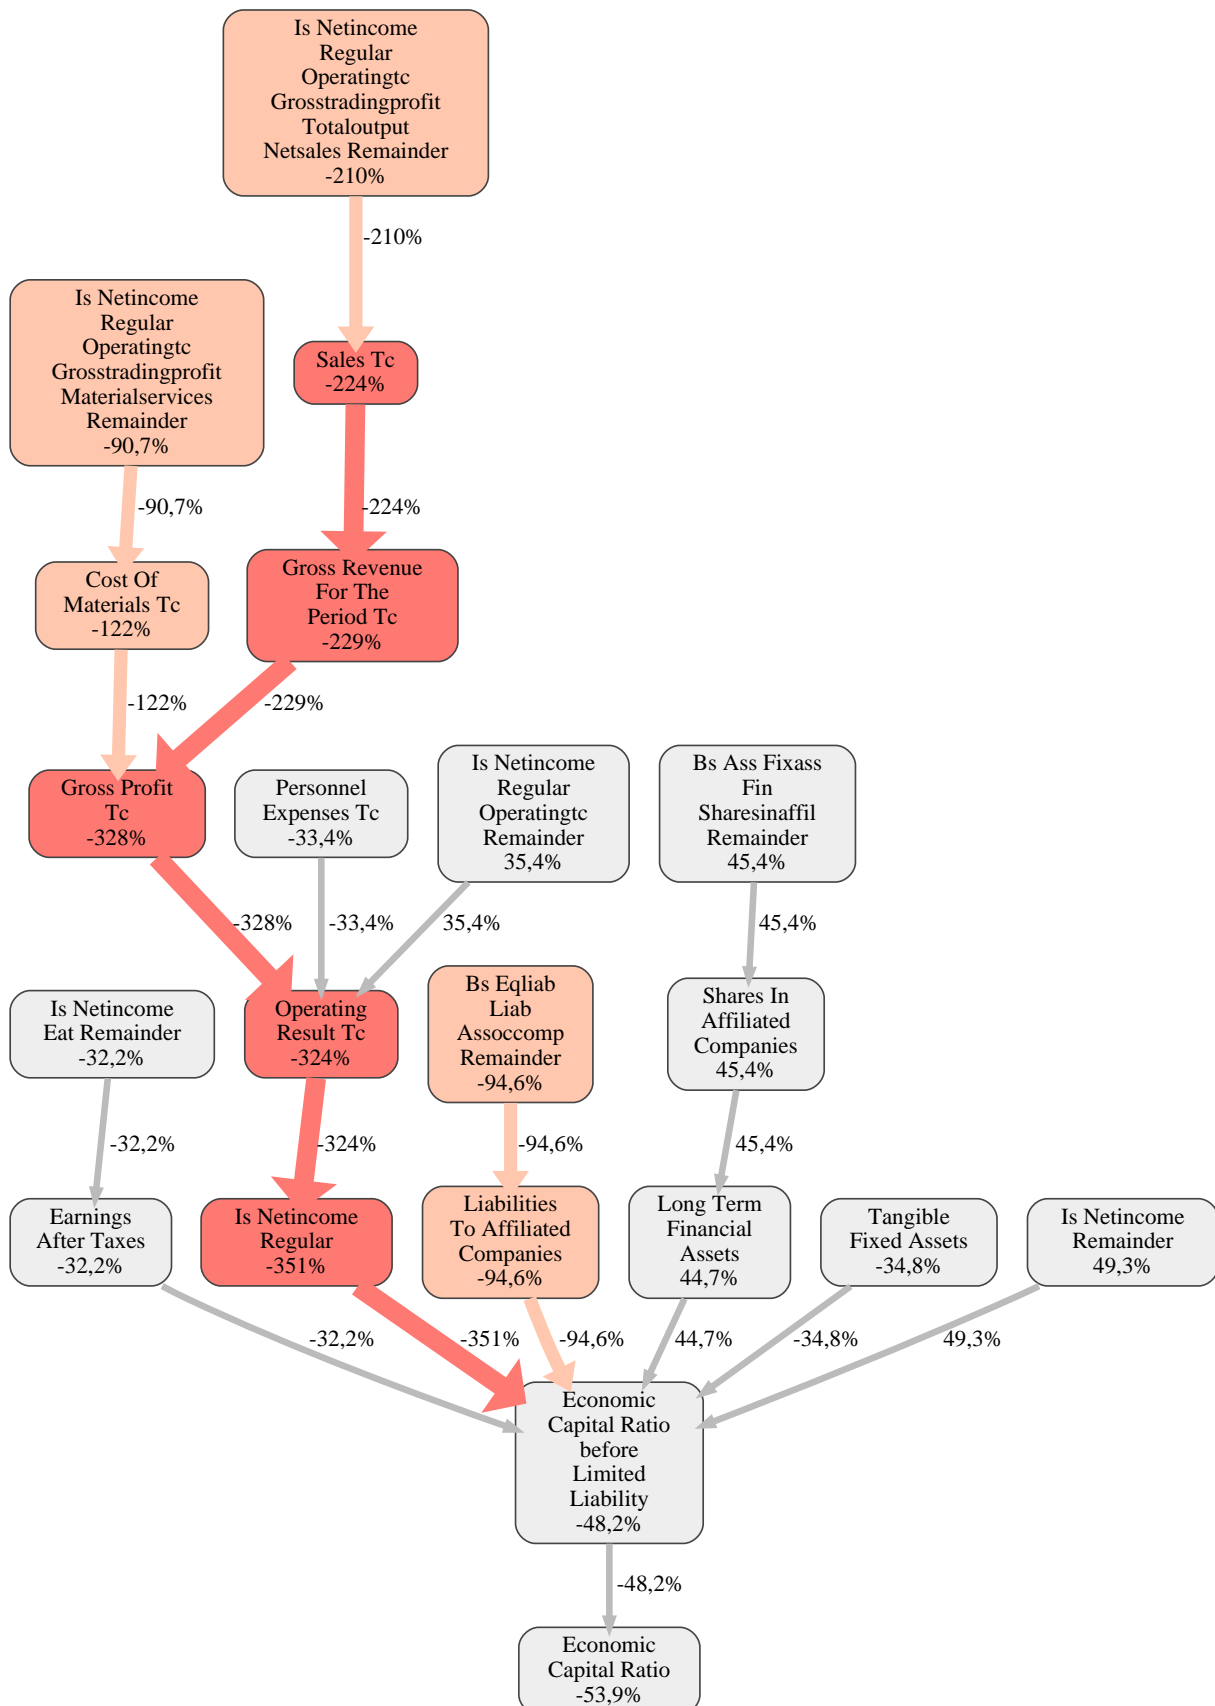 Is Netincome
Regular
Operatingtc
Grosstradingprofit
Totaloutput
Netsales Remainder
-210%
-210%
Is Netincome
Regular
Operatingtc
Grosstradingprofit
Materialservices
Remainder
-90,7%
Sales Tc
-224%
-90,7%
-224%
Cost Of
Materials Tc
-122%
Gross Revenue
For The
Period Tc
-229%
-122%
-229%
Gross Profit
Tc
-328%
Personnel
Expenses Tc
-33,4%
Is Netincome
Regular
Operatingtc
Remainder
35,4%
Bs Ass Fixass
Fin
Sharesinaffil
Remainder
45,4%
-328%
-33,4%
35,4%
45,4%
Is Netincome
Eat Remainder
-32,2%
Operating
Result Tc
-324%
Bs Eqliab
Liab
Assoccomp
Remainder
-94,6%
Shares In
Affiliated
Companies
45,4%
-32,2%
-324%
-94,6%
45,4%
Earnings
After Taxes
-32,2%
Is Netincome
Regular
-351%
Liabilities
To Affiliated
Companies
-94,6%
Long Term
Financial
Assets
44,7%
Tangible
Fixed Assets
-34,8%
Is Netincome
Remainder
49,3%
-32,2%
-351%
-94,6%
44,7%
-34,8%
49,3%
Economic
Capital Ratio
before
Limited
Liability
-48,2%
-48,2%
Economic
Capital Ratio
-53,9%